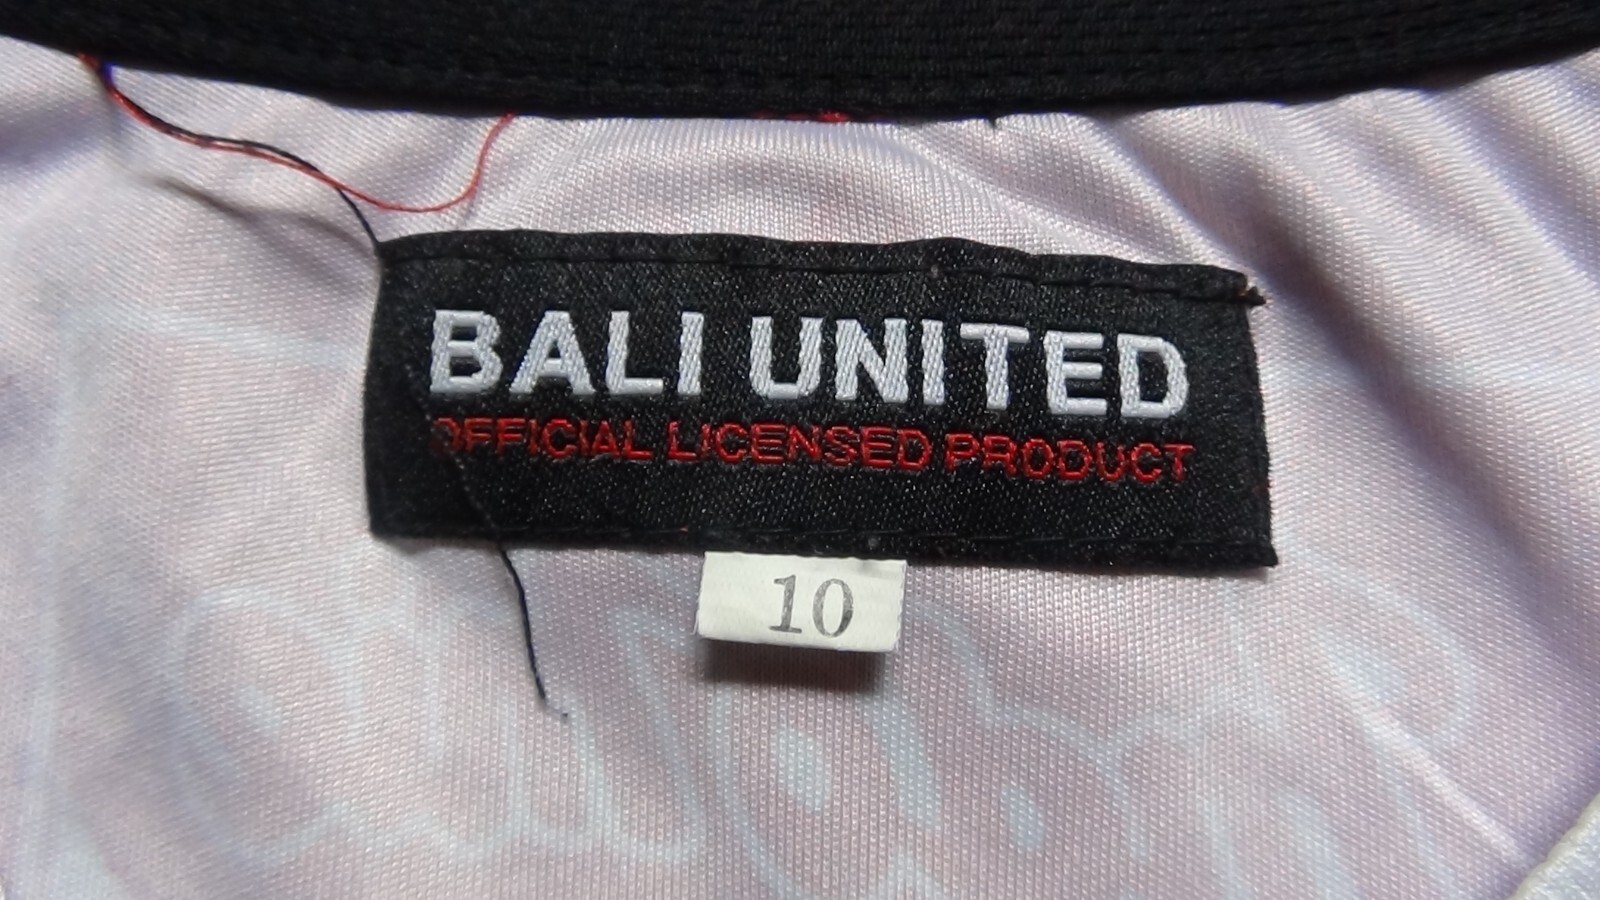 BALI UNITED
OFFICIAL LICENSED PRODUCT
10